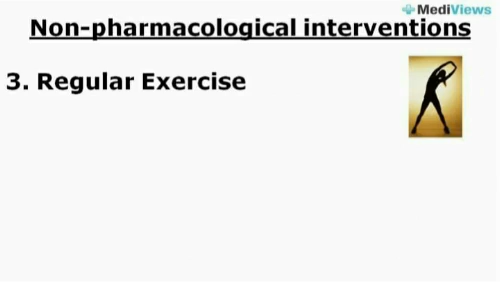 MediViews
Non-pharmacological interventions
3. Regular Exercise